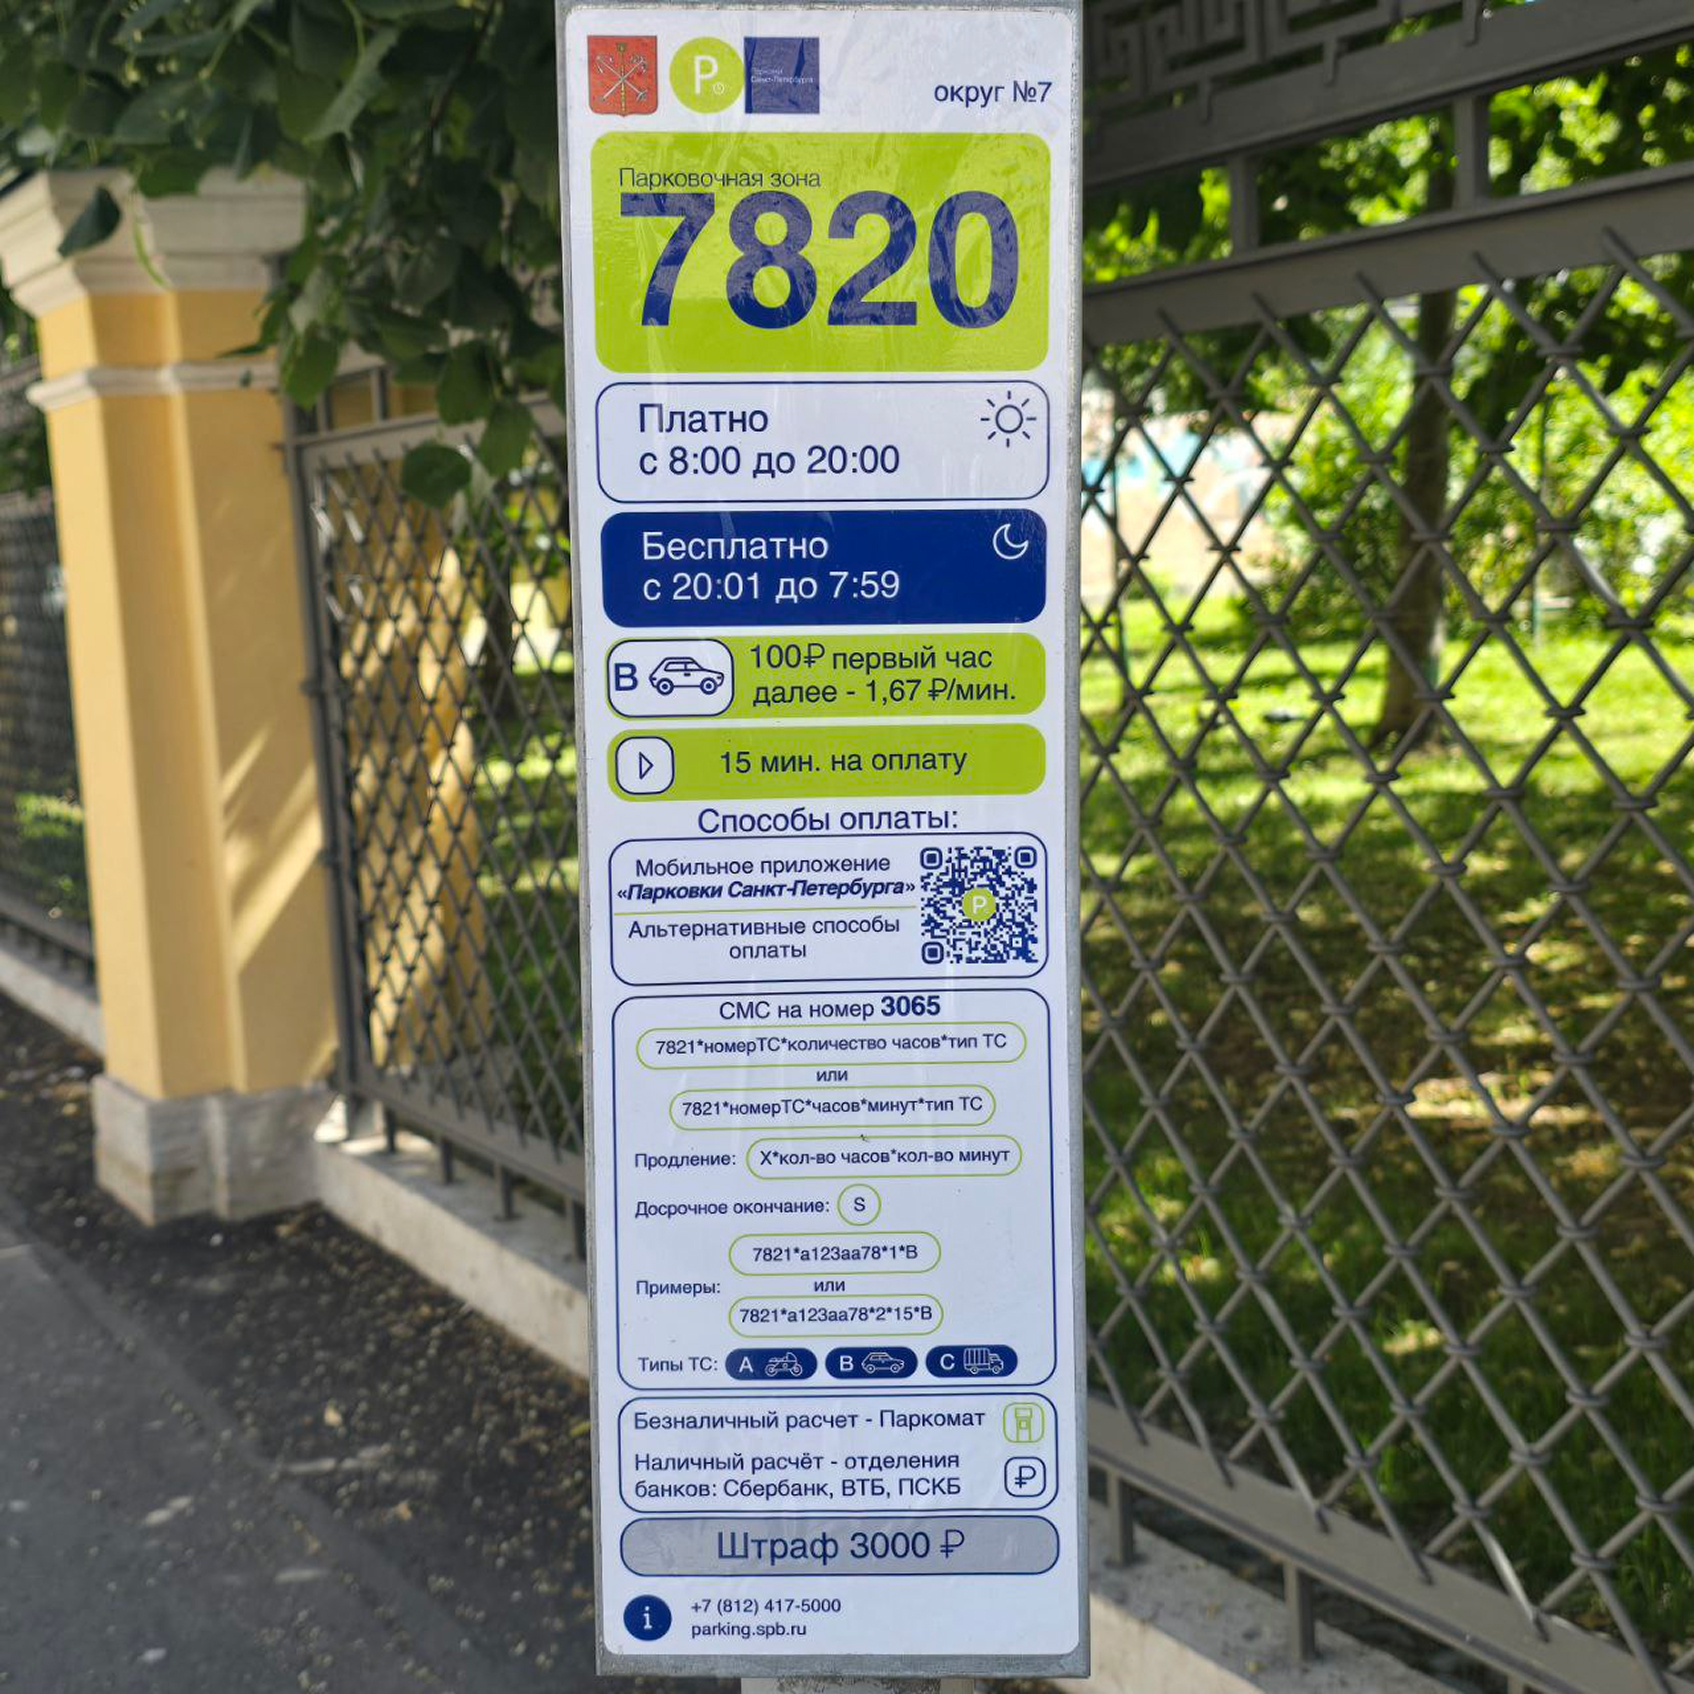 Парковки
Санкт-Петербурга
округ №7
Парковочная зона
7820
Платно
с 8:00 до 20:00
Бесплатно
с 20:01 до 7:59
B
100₽ первый час
далее - 1,67 ₽/мин.
15 мин. на оплату
Способы оплаты:
Мобильное приложение
«Парковки Санкт-Петербурга»
Альтернативные способы
оплаты
P
СМС на номер 3065
7821*номерТС*количество часов*тип ТС
или
7821*номерТС*часов*минут*тип ТС
Продление: X*кол-во часов*кол-во минут
Досрочное окончание: S
7821*а123аа78*1*B
Примеры: или
7821*а123аа78*2*15*B
Типы ТС: A B C
Безналичный расчет - Паркомат
Наличный расчёт - отделения
банков: Сбербанк, ВТБ, ПСКБ
₽
Штраф 3000 ₽
i
+7 (812) 417-5000
parking.spb.ru